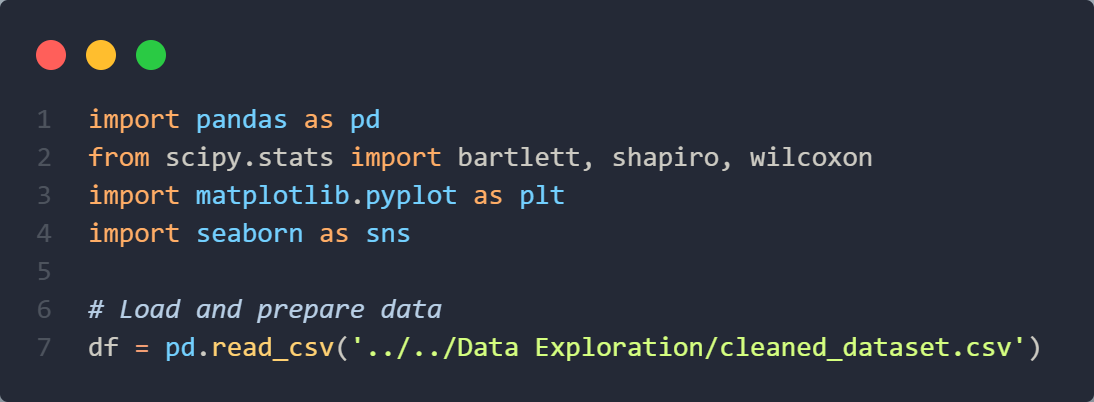 1 import pandas as pd
2 from scipy.stats import bartlett, shapiro, wilcoxon
3 import matplotlib.pyplot as plt
4 import seaborn as sns
5
6 # Load and prepare data
7 df = pd.read_csv('../../Data Exploration/cleaned_dataset.csv')